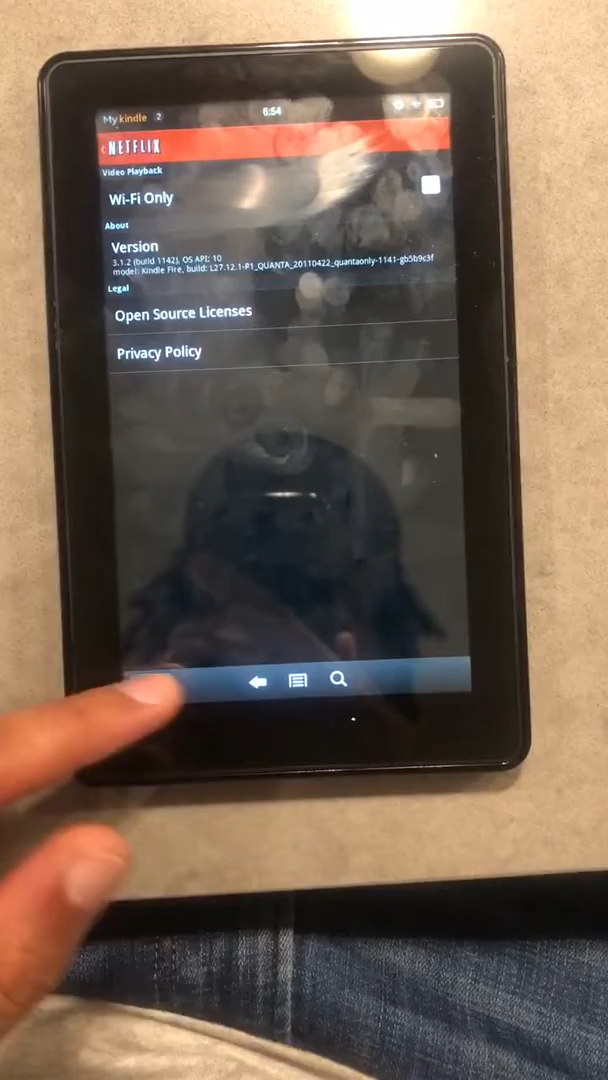 My kindle 2 6:54
NETFLIX
Video Playback
Wi-Fi Only
About
Version
3.1.2 (build 1142), OS API: 10
model: Kindle Fire, build: L27.12.1-P1_QUANTA_20110422_quantaonly-1141-gb5b9c3f
Legal
Open Source Licenses
Privacy Policy